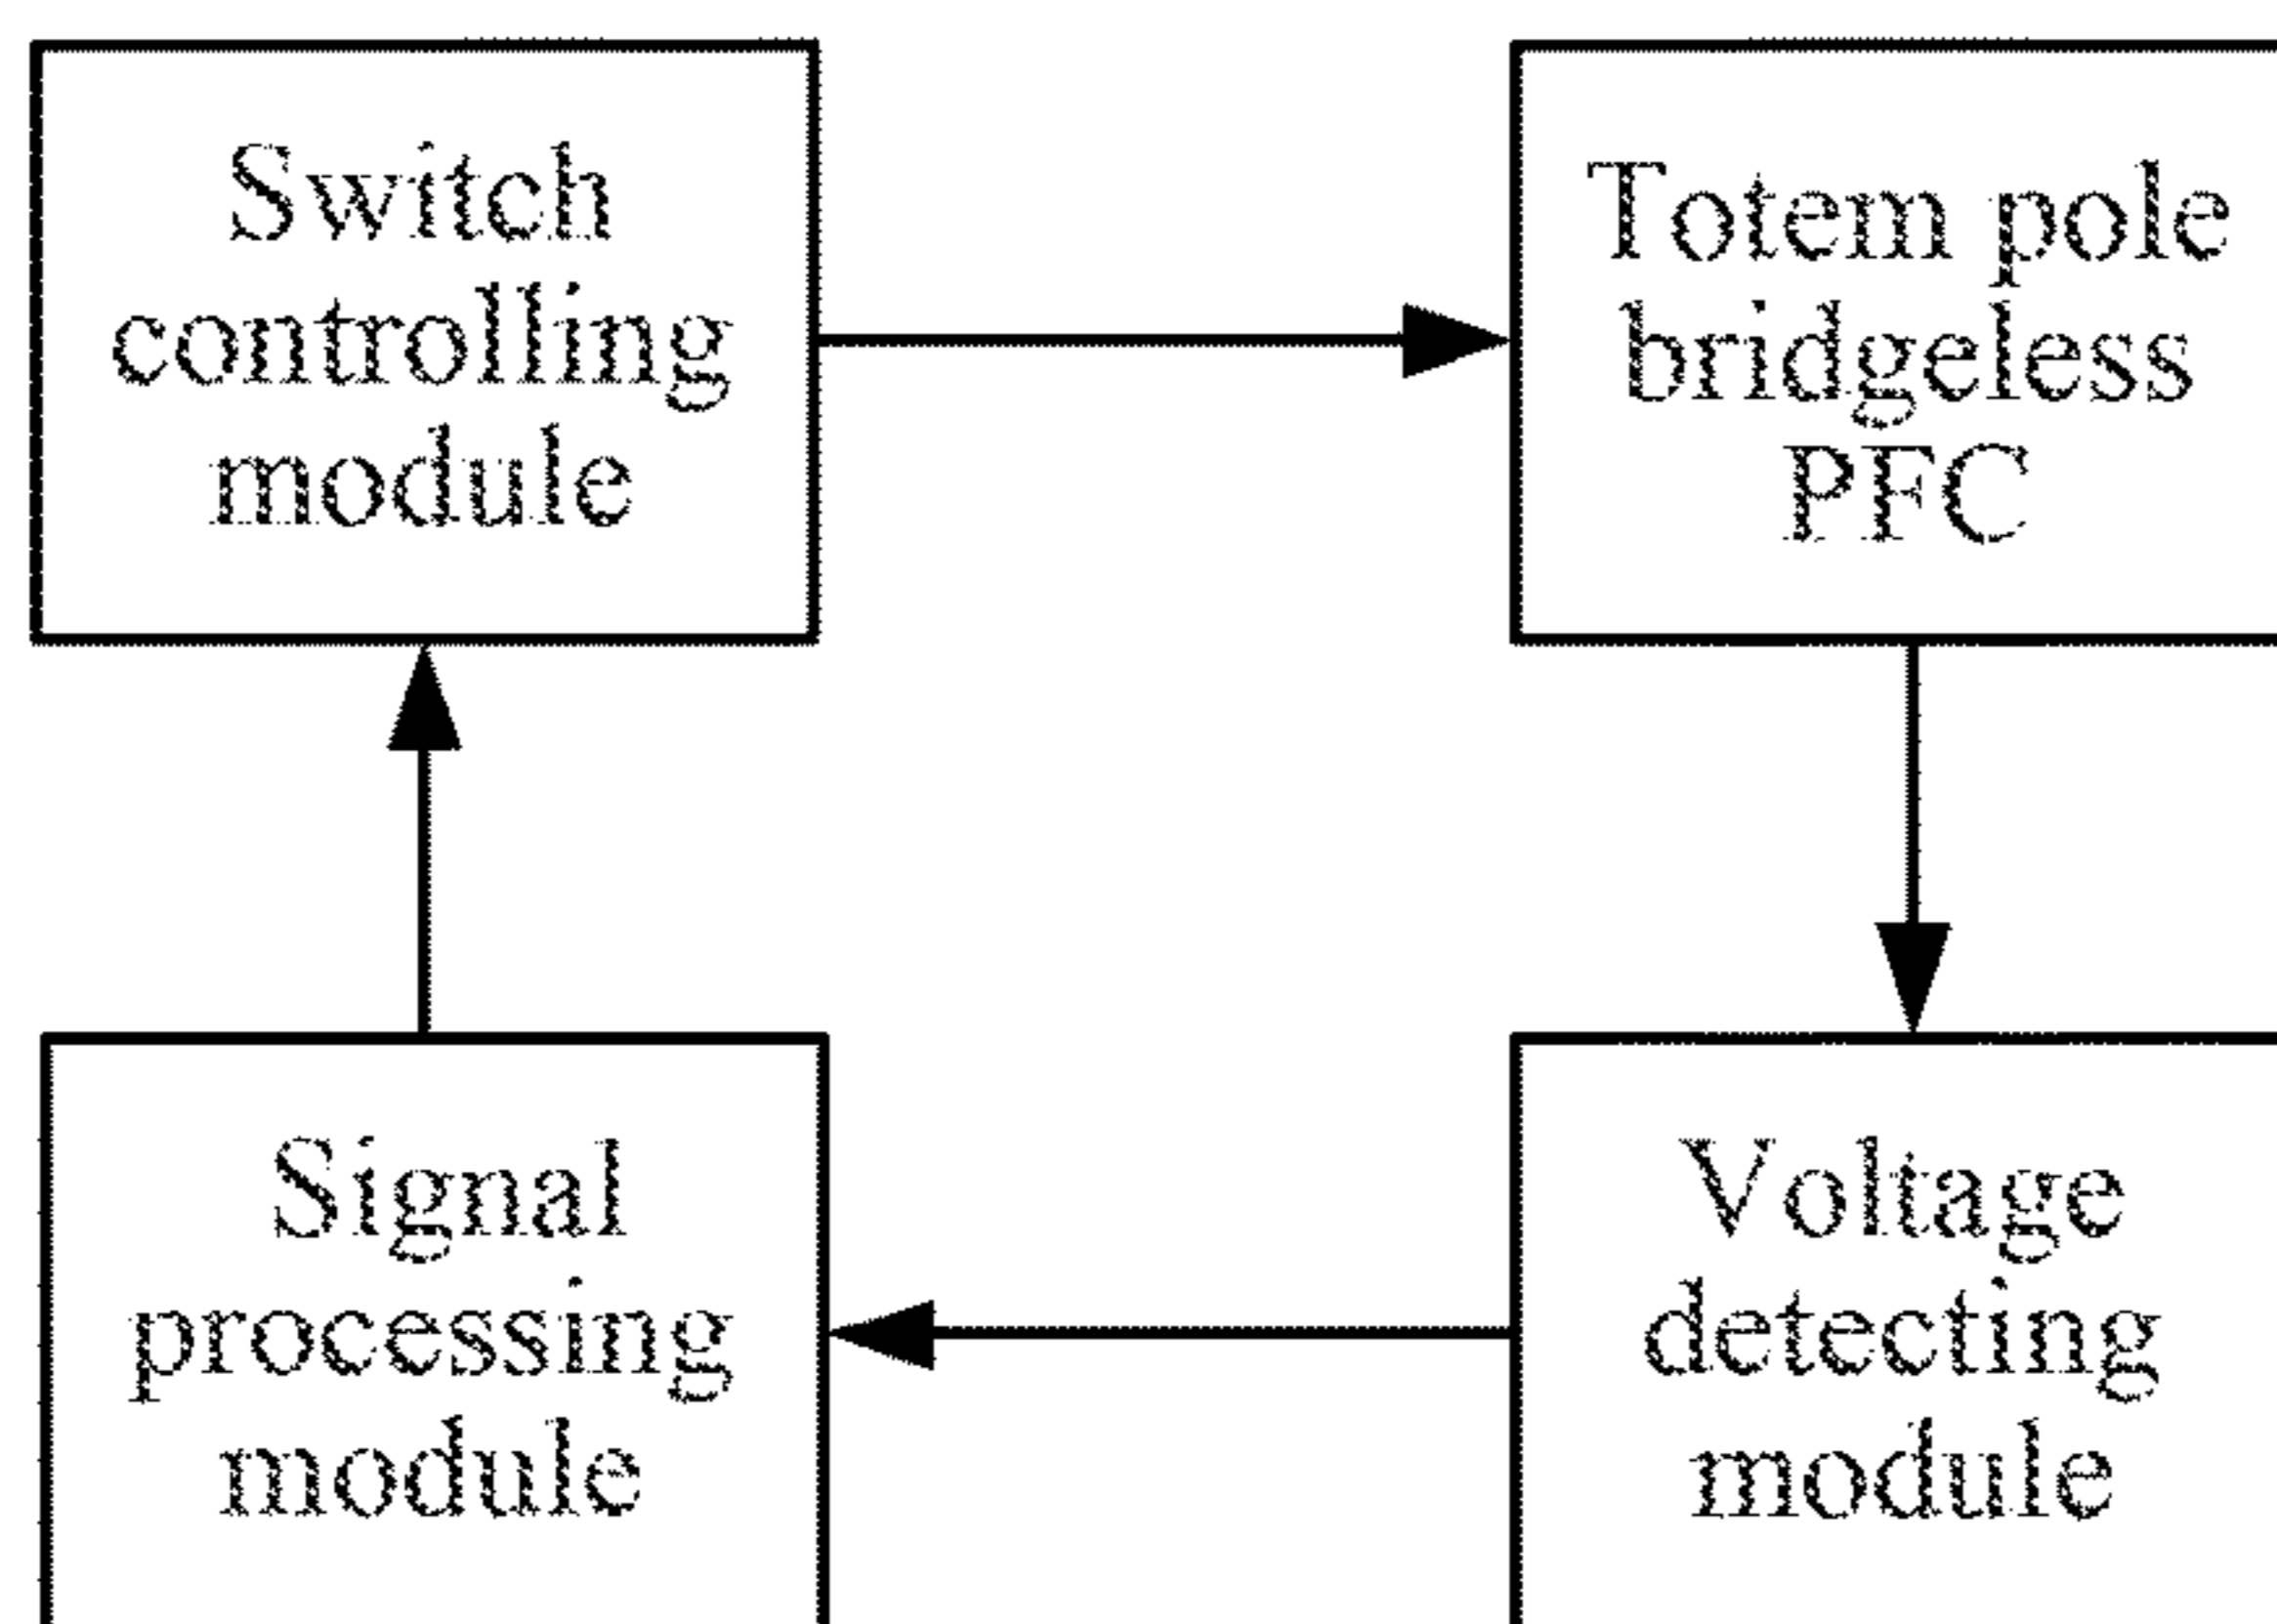 Switch
controlling
module
Totem pole
bridgeless
PFC
Signal
processing
module
Voltage
detecting
module